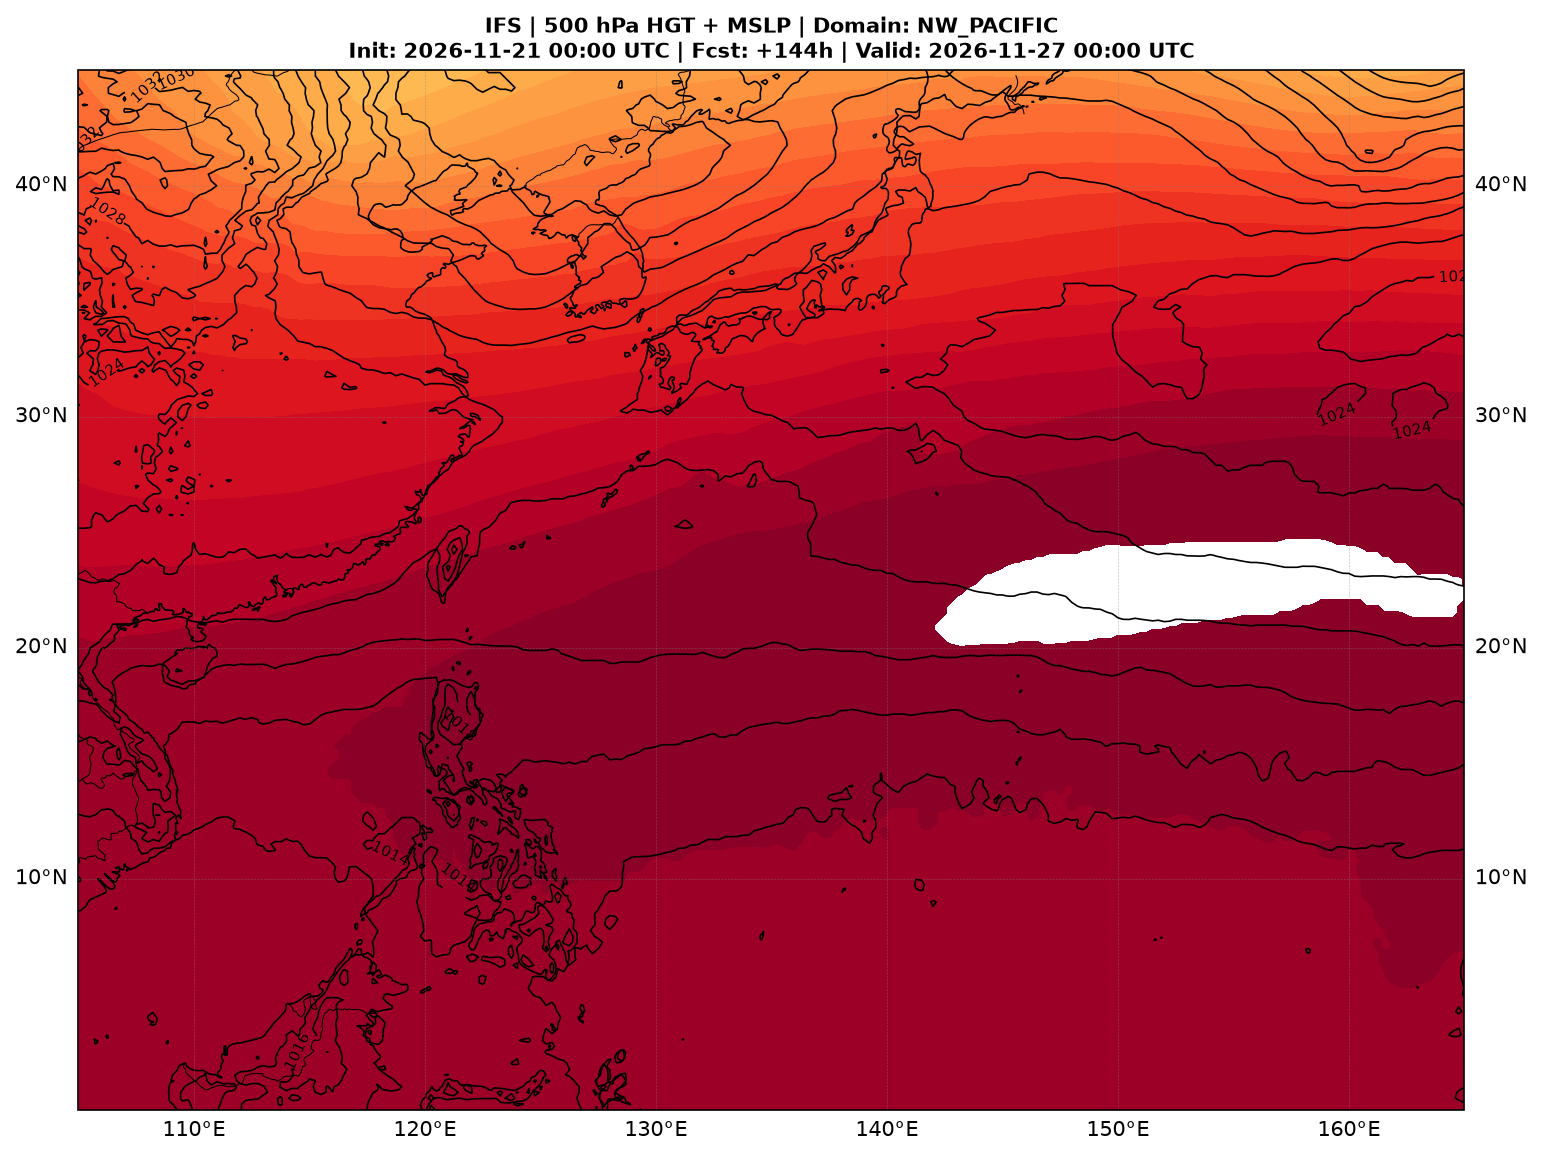 IFS | 500 hPa HGT + MSLP | Domain: NW_PACIFIC
Init: 2026-11-21 00:00 UTC | Fcst: +144h | Valid: 2026-11-27 00:00 UTC
1030
1028
1024
1024
1024
1014
1016
40°N
40°N
30°N
30°N
20°N
20°N
10°N
10°N
110°E
120°E
130°E
140°E
150°E
160°E